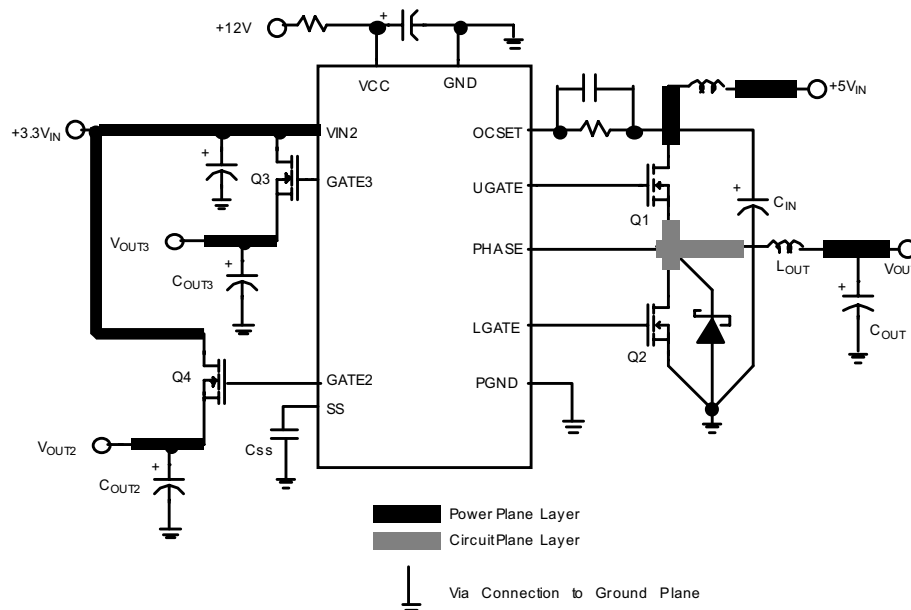 +12V
VCC
GND
+5VIN
+3.3VIN
VIN2
OCSET
Q3
GATE3
UGATE
Q1
CIN
VOUT3
PHASE
COUT3
LOUT
VOU
LGATE
COUT
Q2
Q4
GATE2
PGND
SS
VOUT2
Css
COUT2
Power Plane Layer
Circuit Plane Layer
Via Connection to Ground Plane